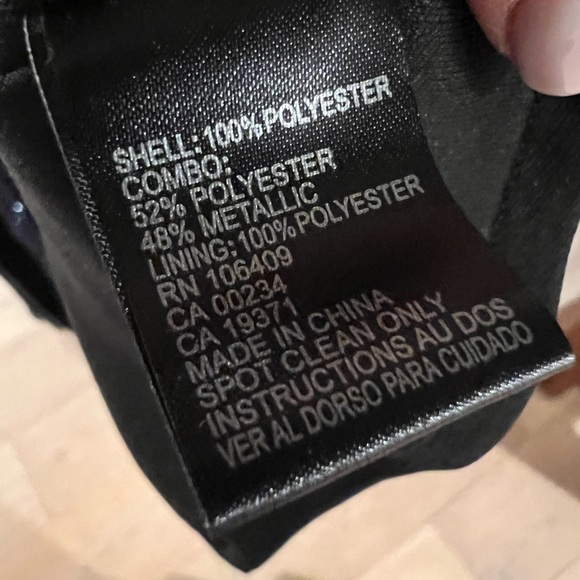 SHELL:100%POLYESTER
COMBO:
52% POLYESTER
48% METALLIC
LINING:100%POLYESTER
RN 106409
CA 00234
CA 19371
MADE IN CHINA
SPOT CLEAN ONLY
INSTRUCTIONS AU DOS
VER AL DORSO PARA CUIDADO